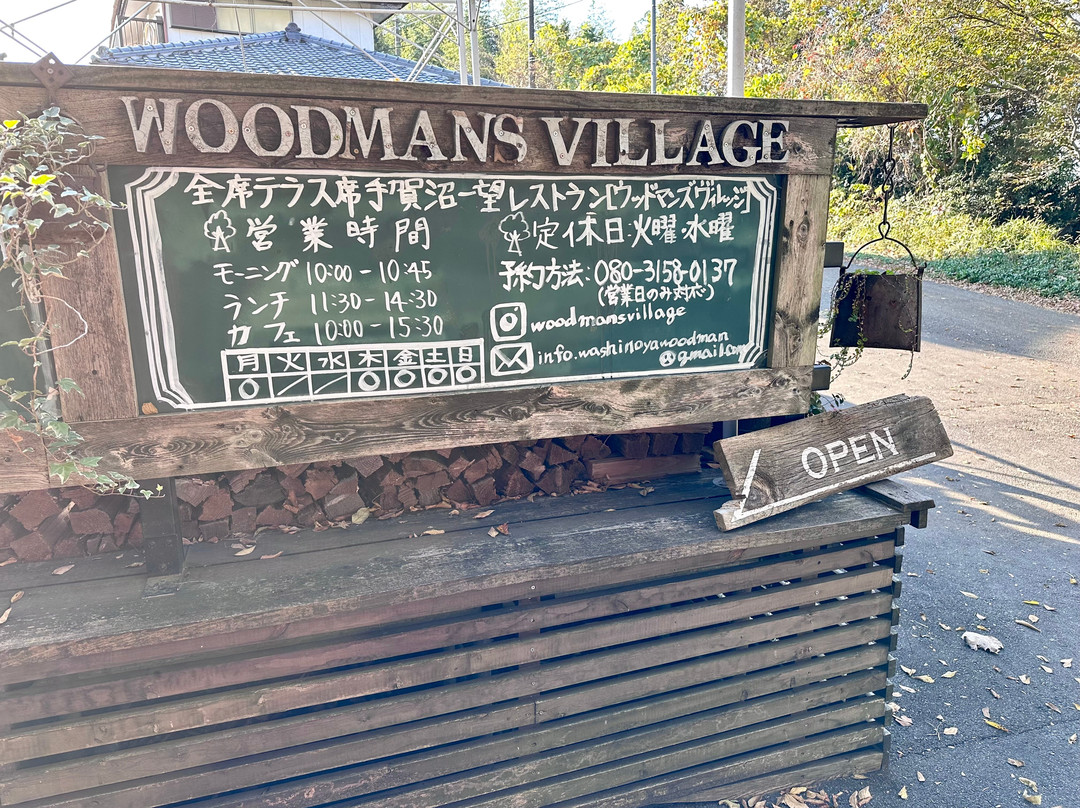 WOODMANS VILLAGE
全席テラス席手賀沼一望レストラン[ウッドマンズヴィレッジ]
営業時間
モーニング 10:00-10:45
ランチ 11:30-14:30
カフェ 10:00-15:30
月火水木金土日
○//○○○○
定休日:火曜・水曜
予約方法:080-3158-0137
(営業日のみ対応)
woodmansvillage
info.washinoyawoodman
@gmail.com
OPEN